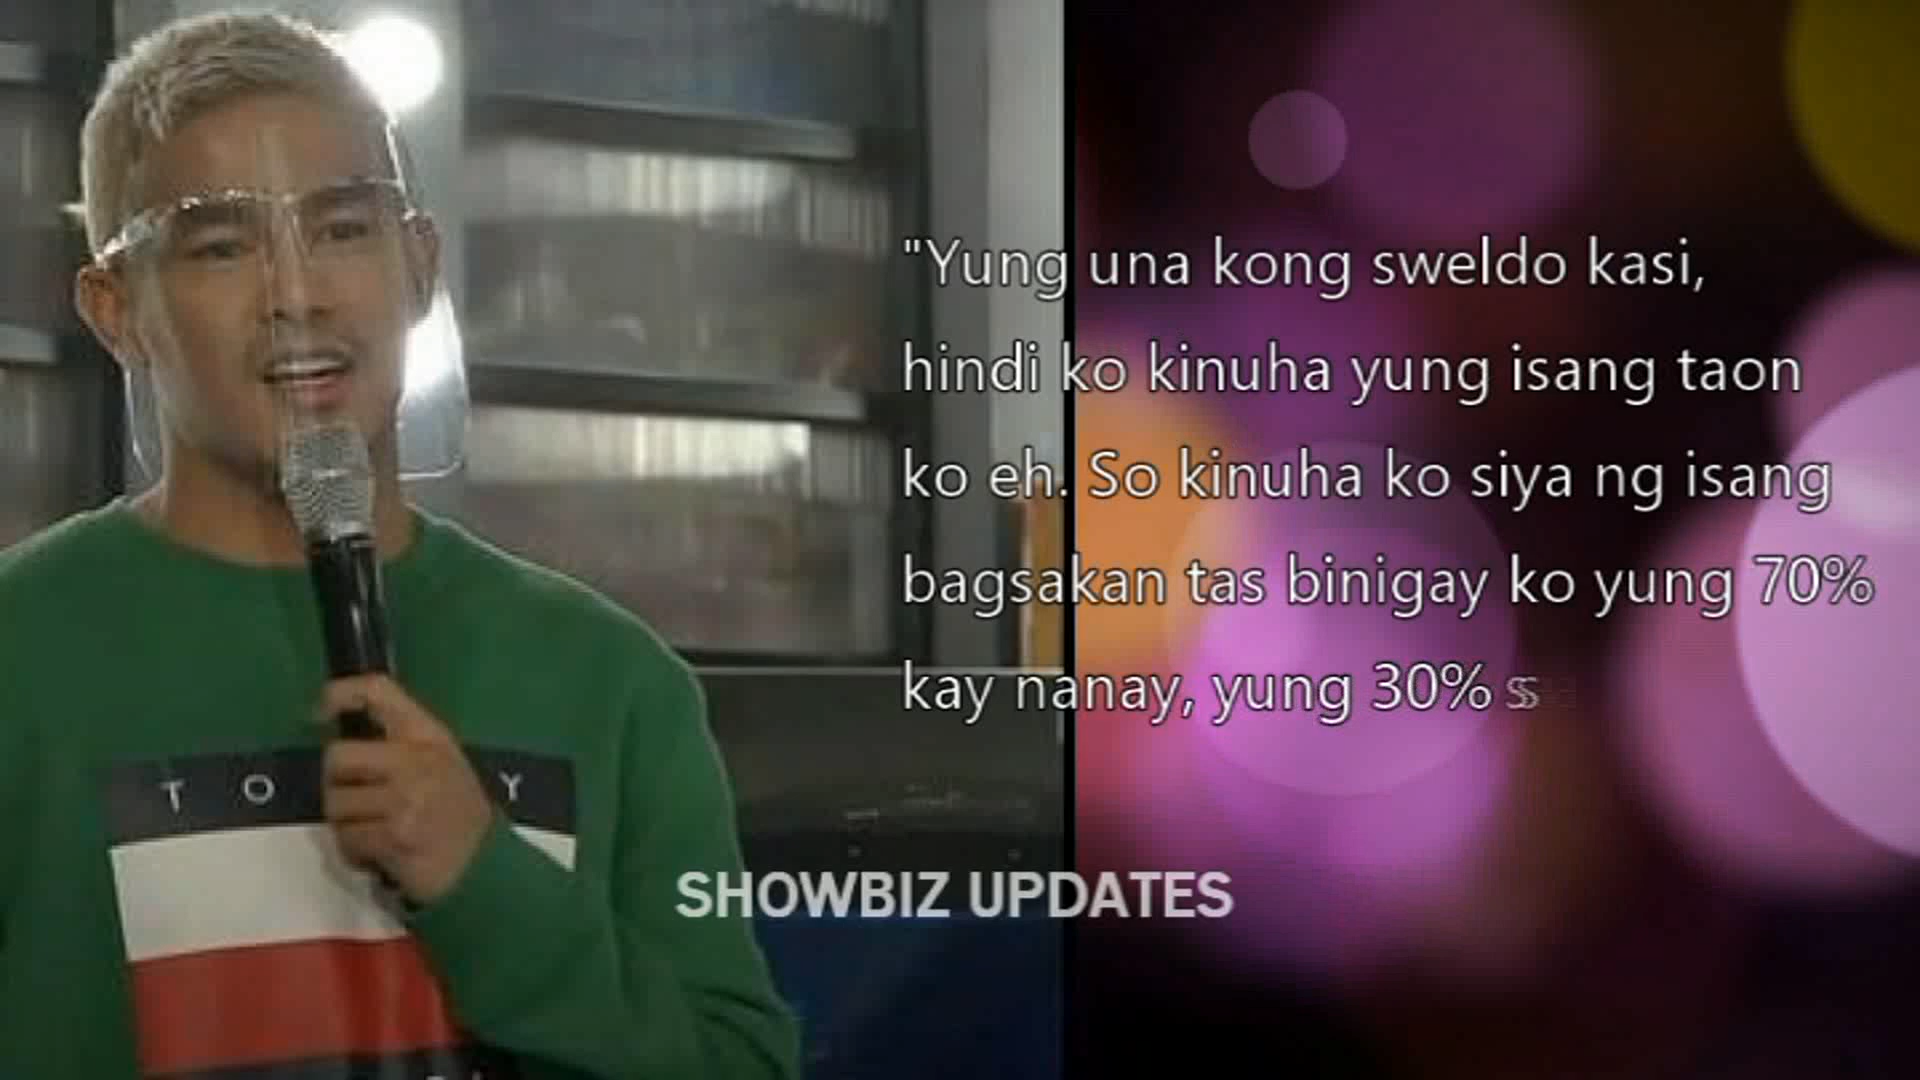 "Yung una kong sweldo kasi,
hindi ko kinuha yung isang taon
ko eh. So kinuha ko siya ng isang
bagsakan tas binigay ko yung 70%
kay nanay, yung 30%
TO Y
SHOWBIZ UPDATES